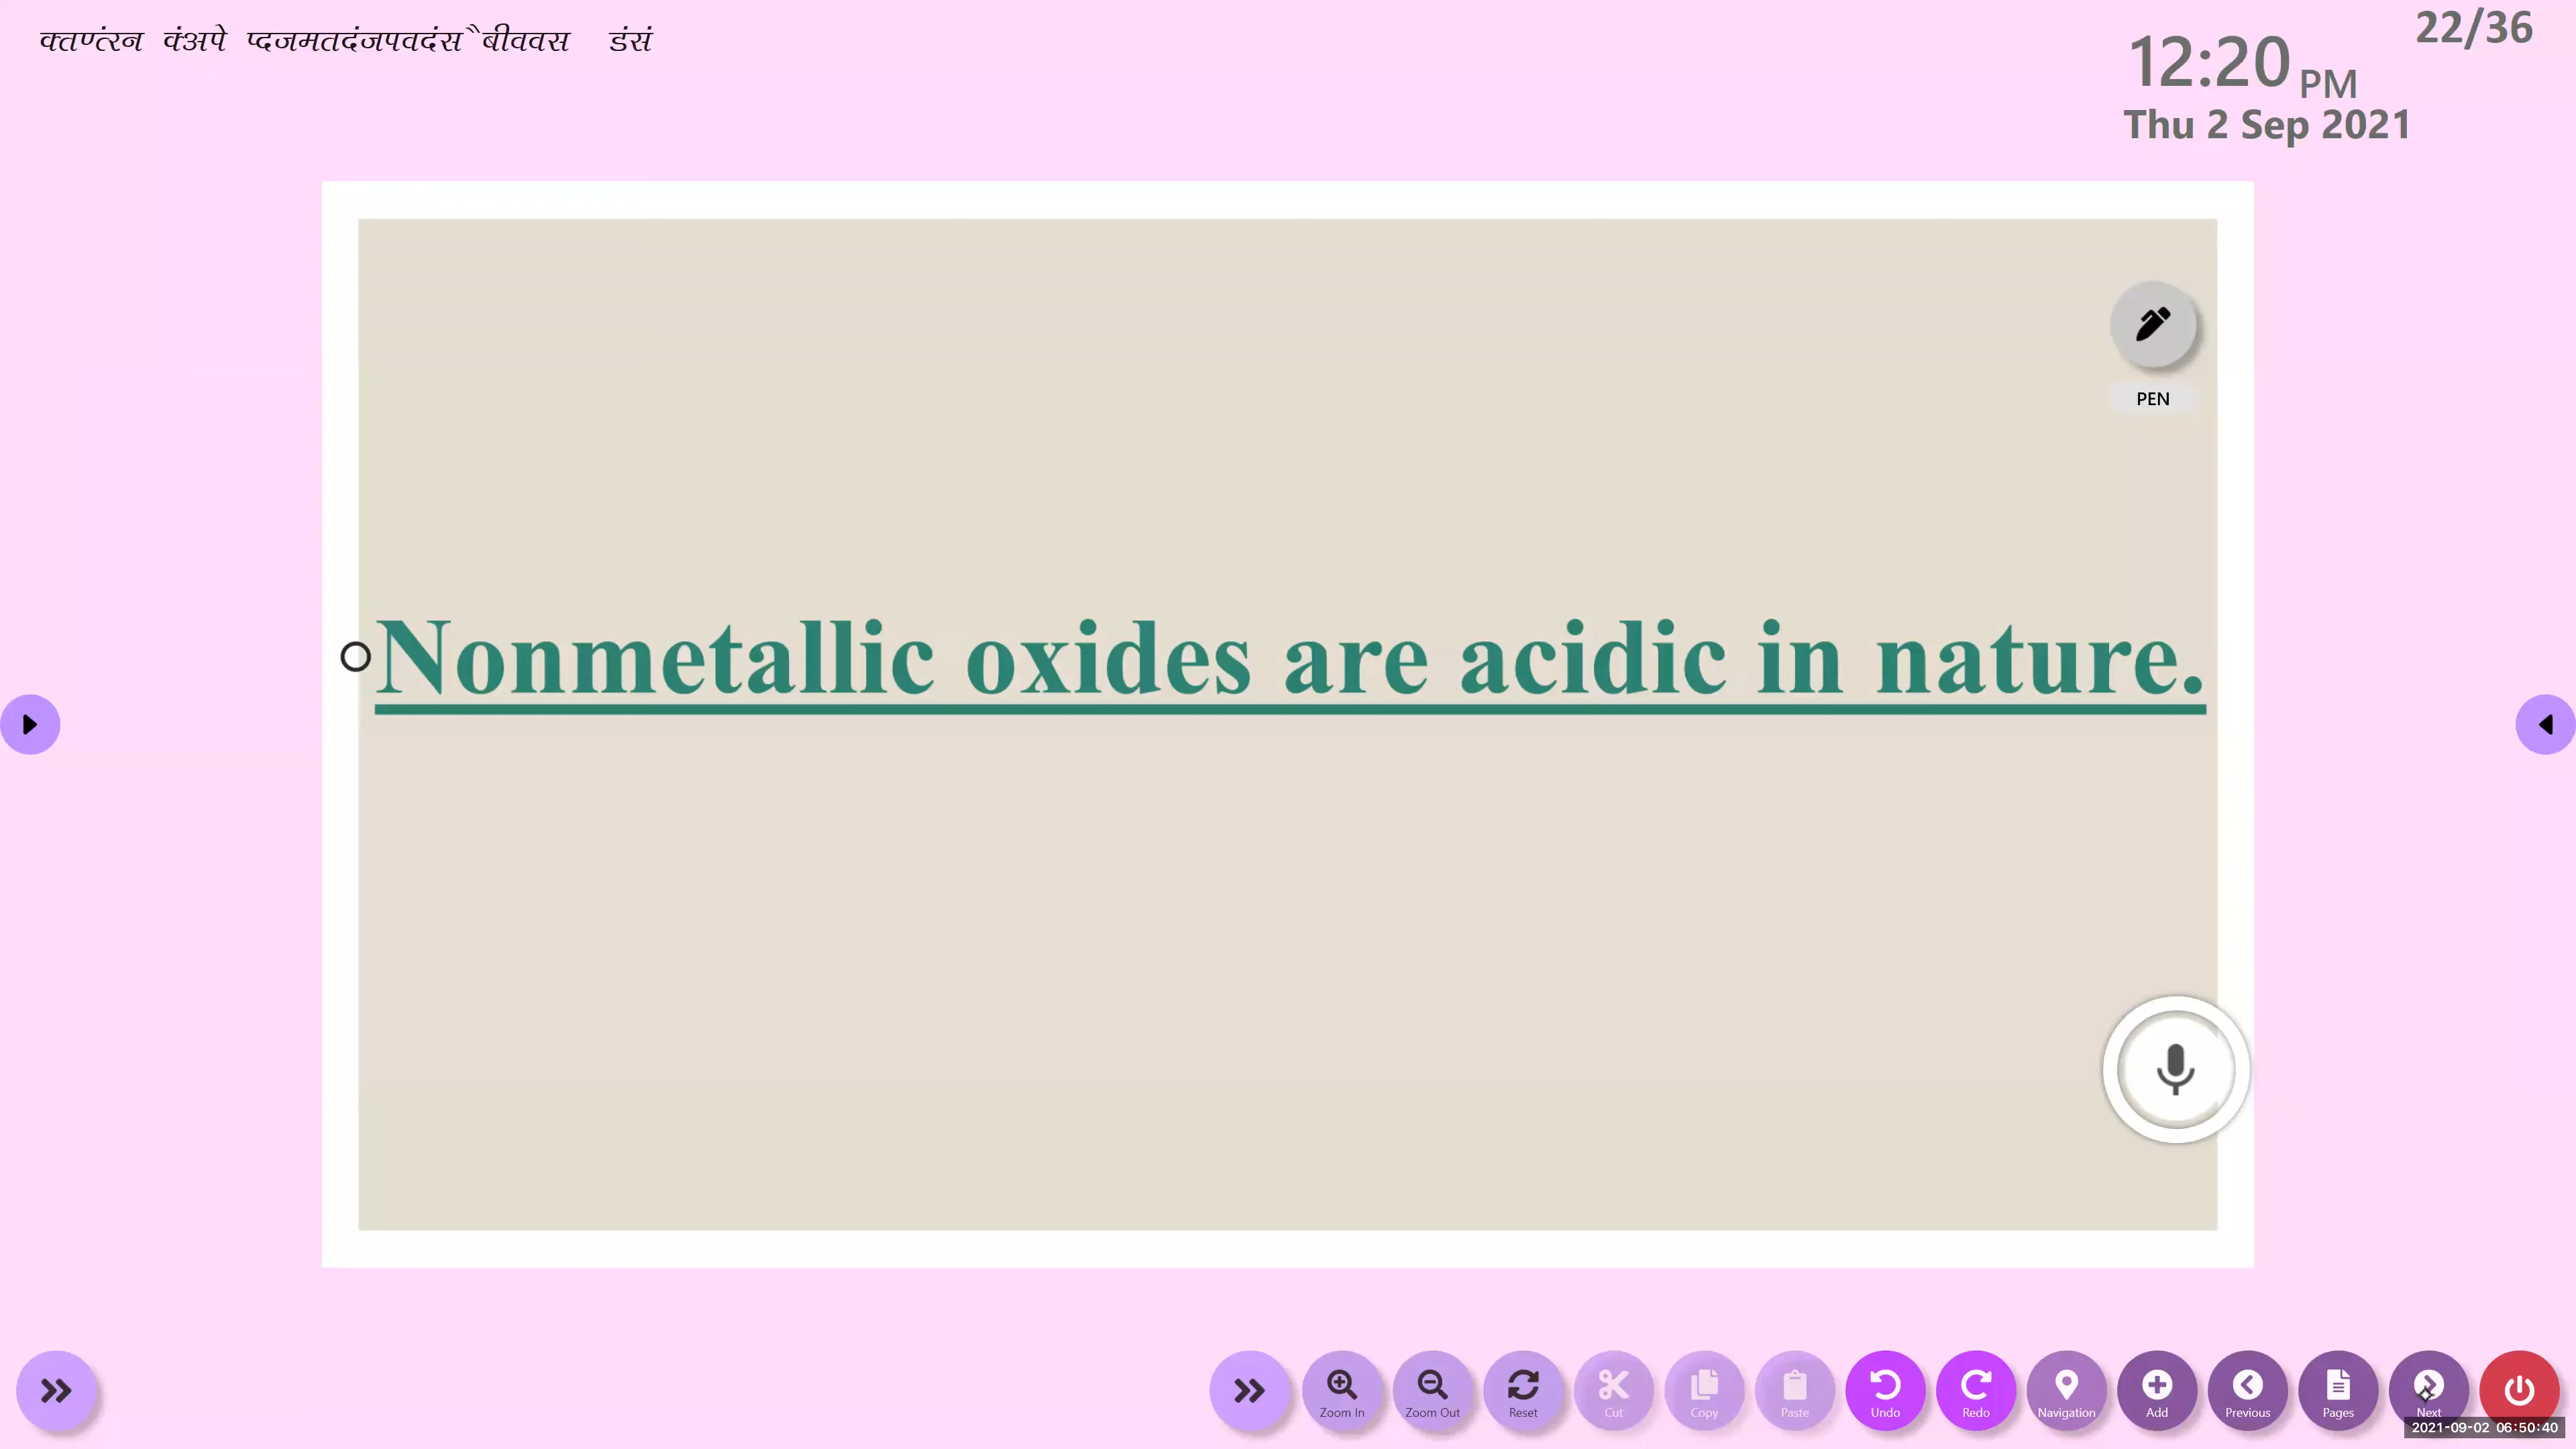 क्तण्त्ंरन क्ंअपे प्दजमतदंजपवदंस ैबीववस डंसं
22/36
12:20 PM
Thu 2 Sep 2021
PEN
Nonmetallic oxides are acidic in nature.
Zoom In Zoom Out Reset Cut Copy Paste Undo Redo Navigation Add Previous Pages Next
2021-09-02 06:50:40